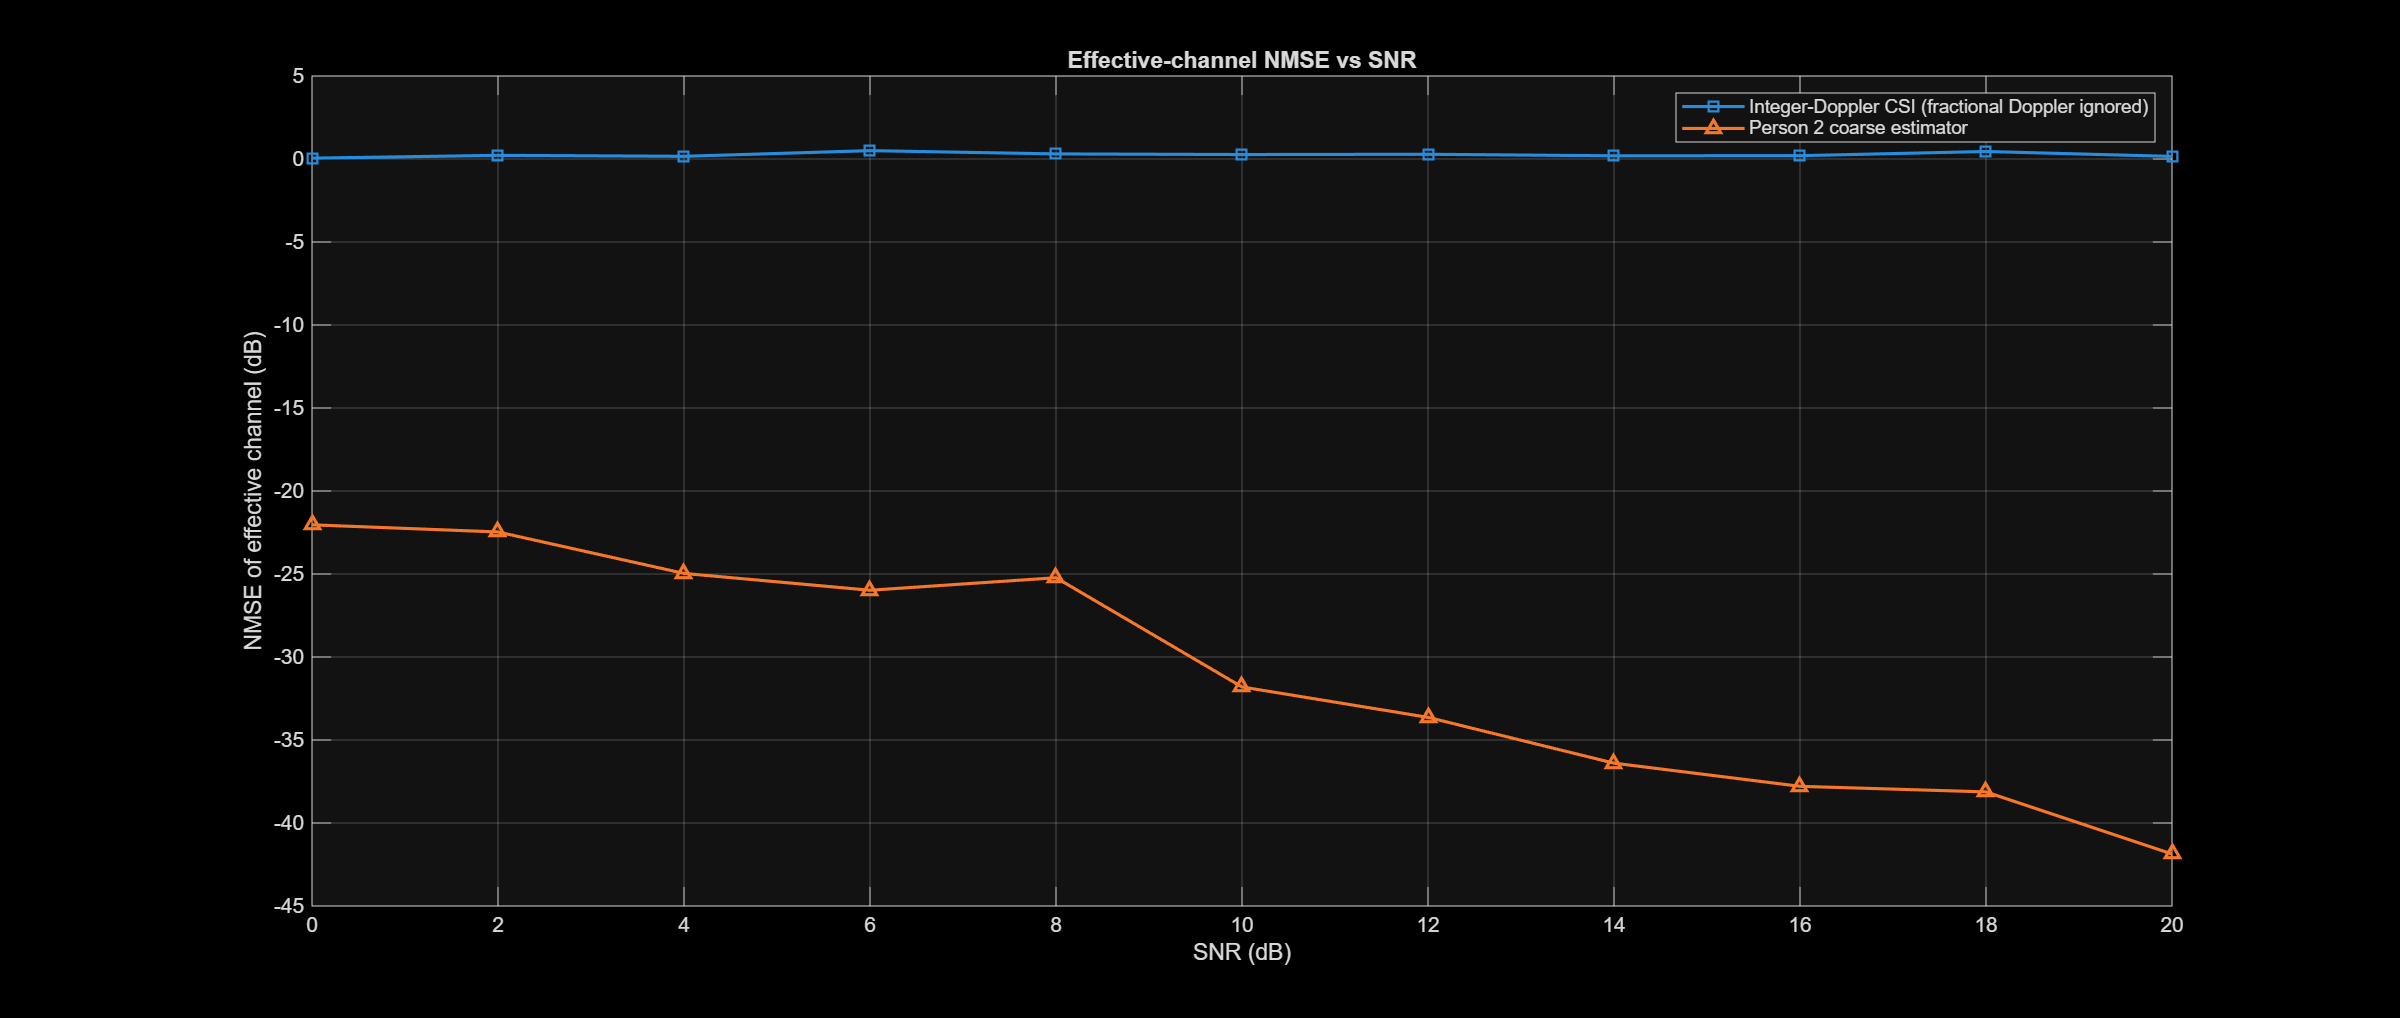 Effective-channel NMSE vs SNR
Integer-Doppler CSI (fractional Doppler ignored)
Person 2 coarse estimator
NMSE of effective channel (dB)
5
0
-5
-10
-15
-20
-25
-30
-35
-40
-45
0 2 4 6 8 10 12 14 16 18 20
SNR (dB)